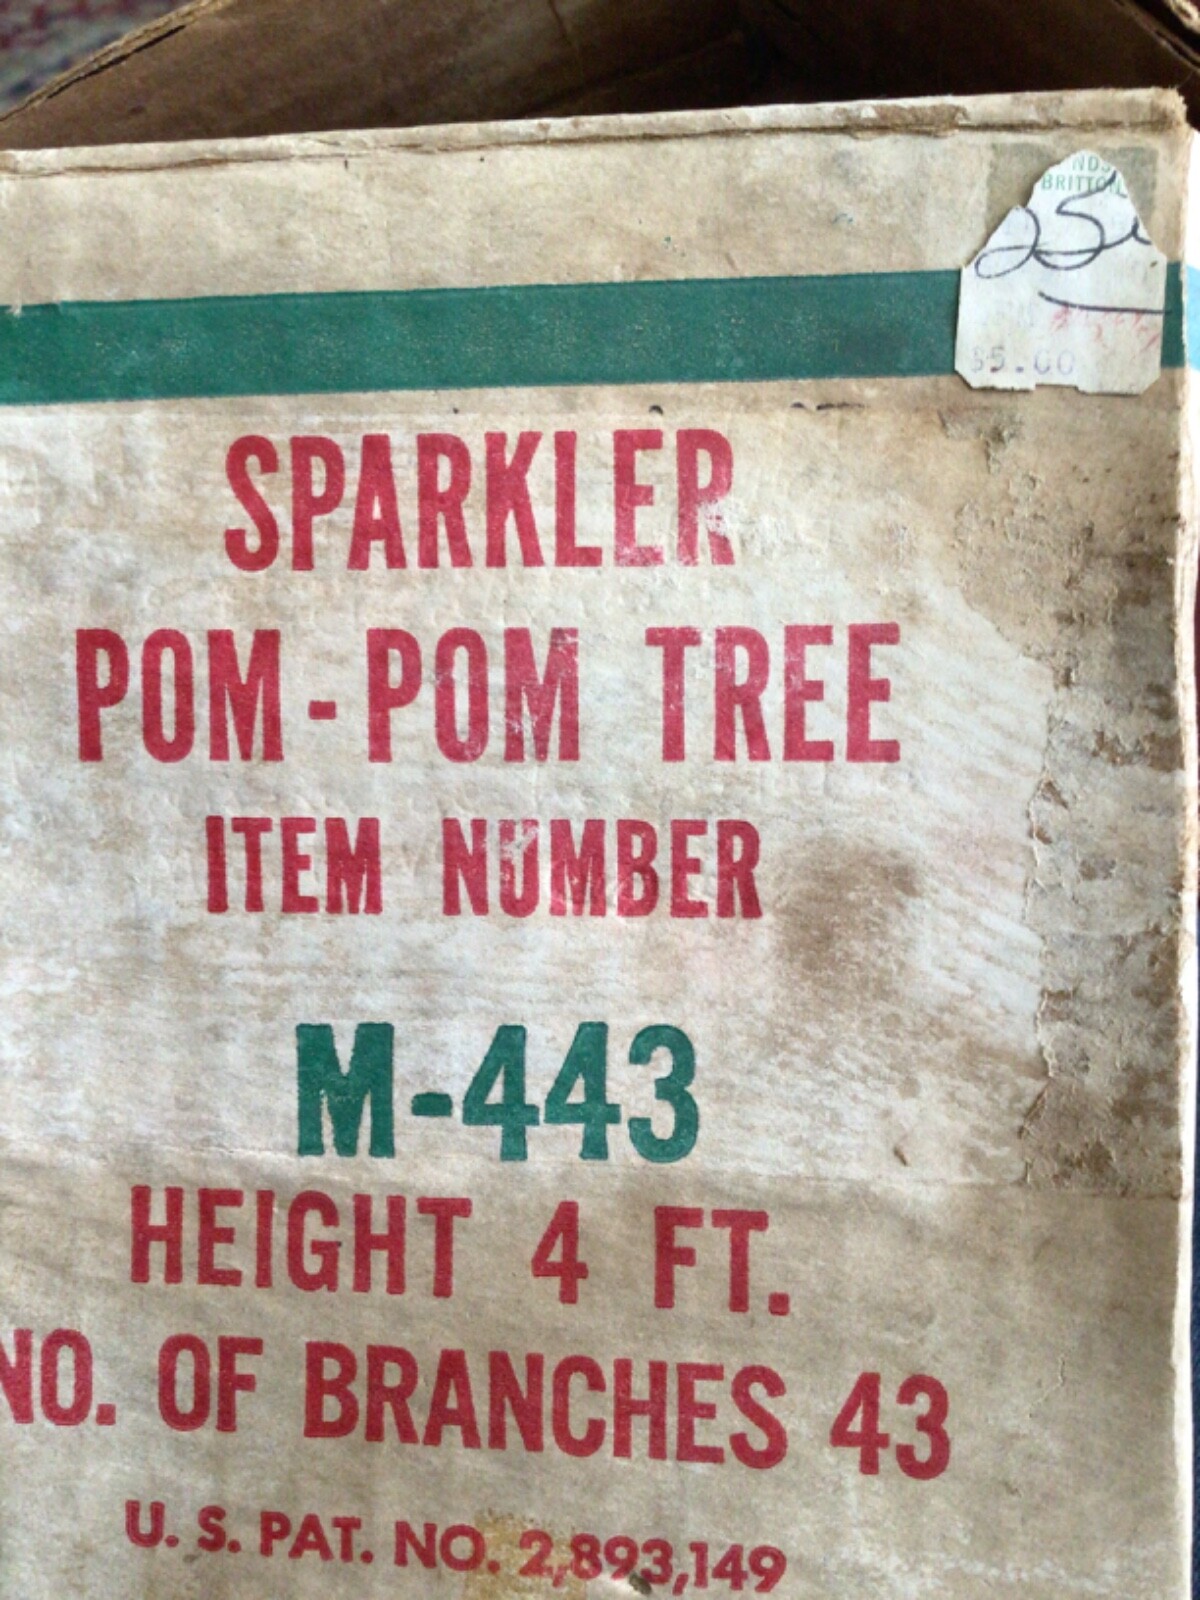 BRITTON
$5.00
SPARKLER
POM-POM TREE
ITEM NUMBER
M-443
HEIGHT 4 FT.
NO. OF BRANCHES 43
U. S. PAT. NO. 2,893,149